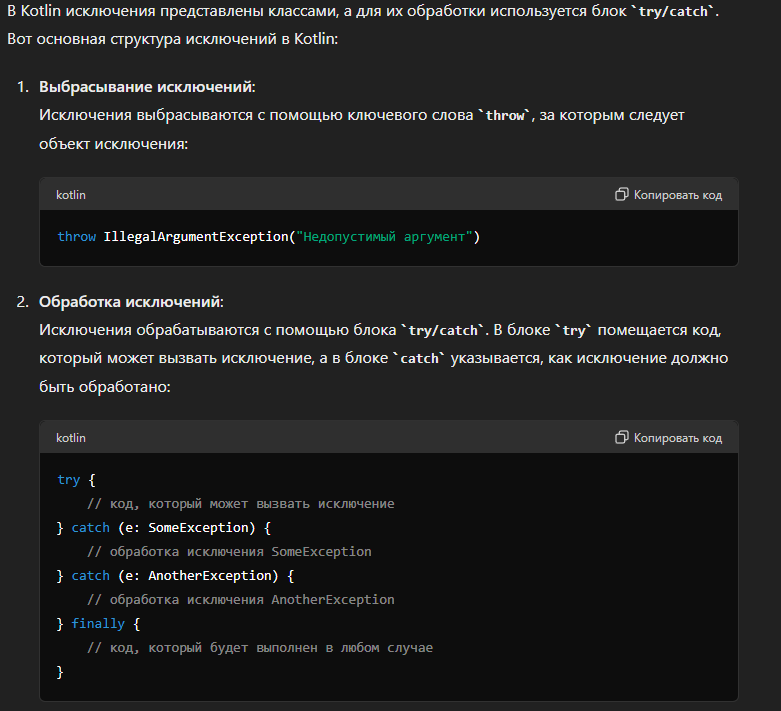 В Kotlin исключения представлены классами, а для их обработки используется блок `try/catch`.
Вот основная структура исключений в Kotlin:
1. Выбрасывание исключений:
Исключения выбрасываются с помощью ключевого слова `throw`, за которым следует
объект исключения:
kotlin Копировать код
throw IllegalArgumentException("Недопустимый аргумент")
2. Обработка исключений:
Исключения обрабатываются с помощью блока `try/catch`. В блоке `try` помещается код,
который может вызвать исключение, а в блоке `catch` указывается, как исключение должно
быть обработано:
kotlin Копировать код
try {
    // код, который может вызвать исключение
} catch (e: SomeException) {
    // обработка исключения SomeException
} catch (e: AnotherException) {
    // обработка исключения AnotherException
} finally {
    // код, который будет выполнен в любом случае
}